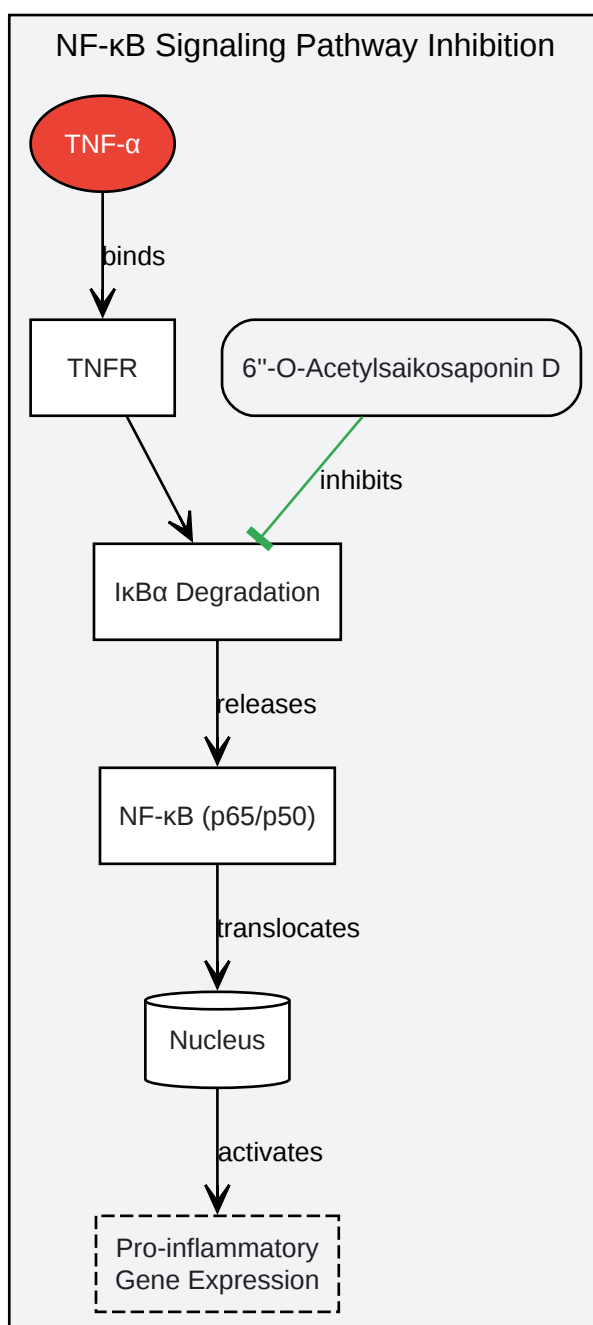 NF-κB Signaling Pathway Inhibition
TNF-α
binds
TNFR
6"-O-Acetylsaikosaponin D
inhibits
IκBα Degradation
releases
NF-κB (p65/p50)
translocates
Nucleus
activates
Pro-inflammatory
Gene Expression